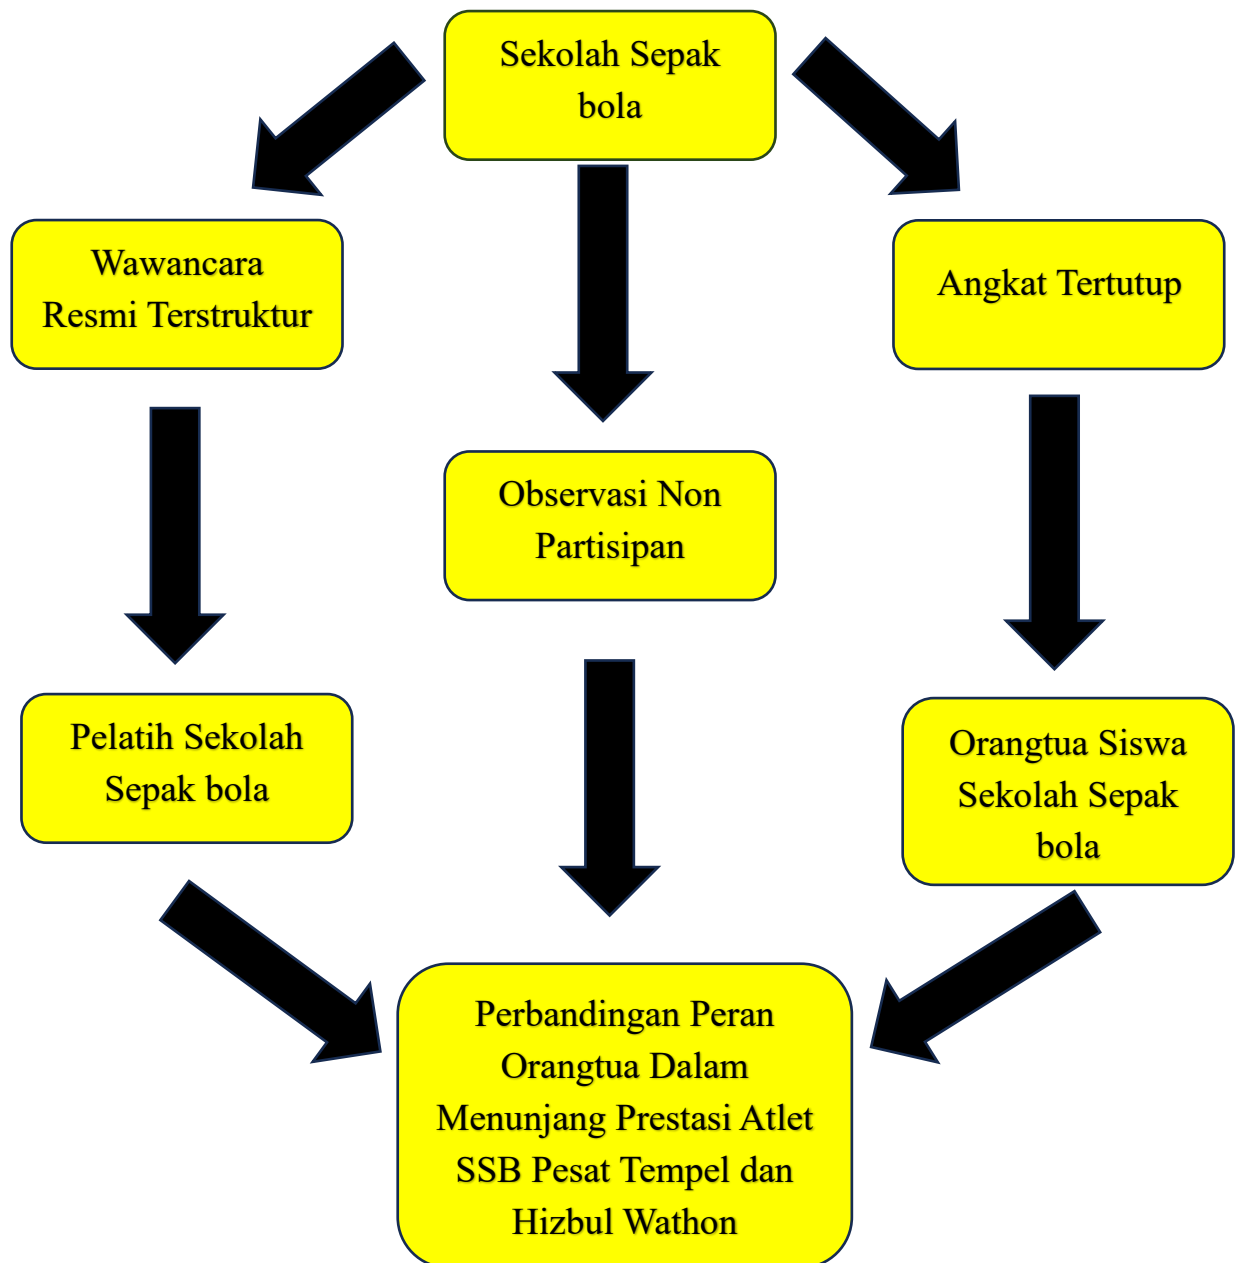 Sekolah Sepak
bola
Wawancara
Resmi Terstruktur
Angkat Tertutup
Observasi Non
Partisipan
Pelatih Sekolah
Sepak bola
Orangtua Siswa
Sekolah Sepak
bola
Perbandingan Peran
Orangtua Dalam
Menunjang Prestasi Atlet
SSB Pesat Tempel dan
Hizbul Wathon